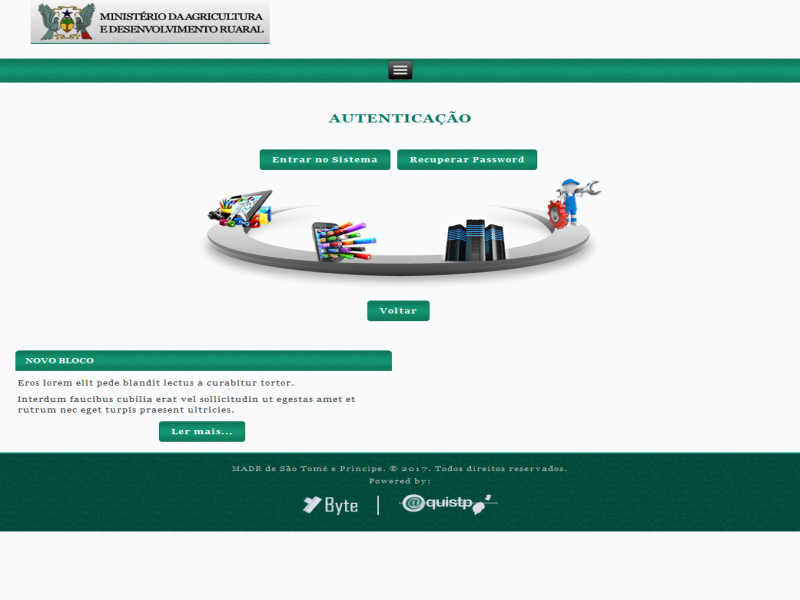 MINISTÉRIO DA AGRICULTURA
E DESENVOLVIMENTO RUARAL
AUTENTICAÇÃO
Entrar no Sistema
Recuperar Password
Voltar
NOVO BLOCO
Eros lorem elit pede blandit lectus a curabitur tortor.
Interdum faucibus cubilia erat vel sollicitudin ut egestas amet et
rutrum nec eget turpis praesent ultricies.
Ler mais...
MADR de São Tomé e Príncipe. © 2017. Todos direitos reservados.
Powered by:
Byte
@quistp